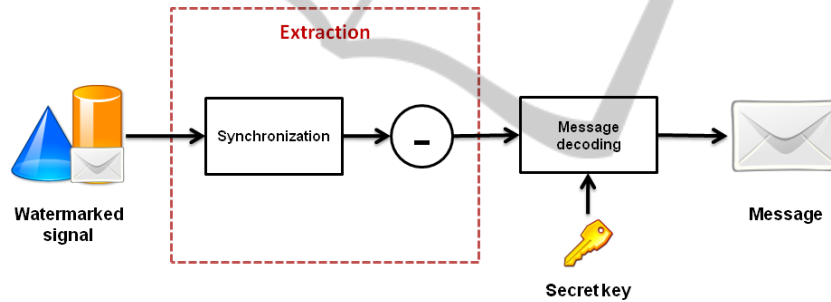 Extraction
Synchronization
-
Message
decoding
Watermarked
signal
Message
Secret key